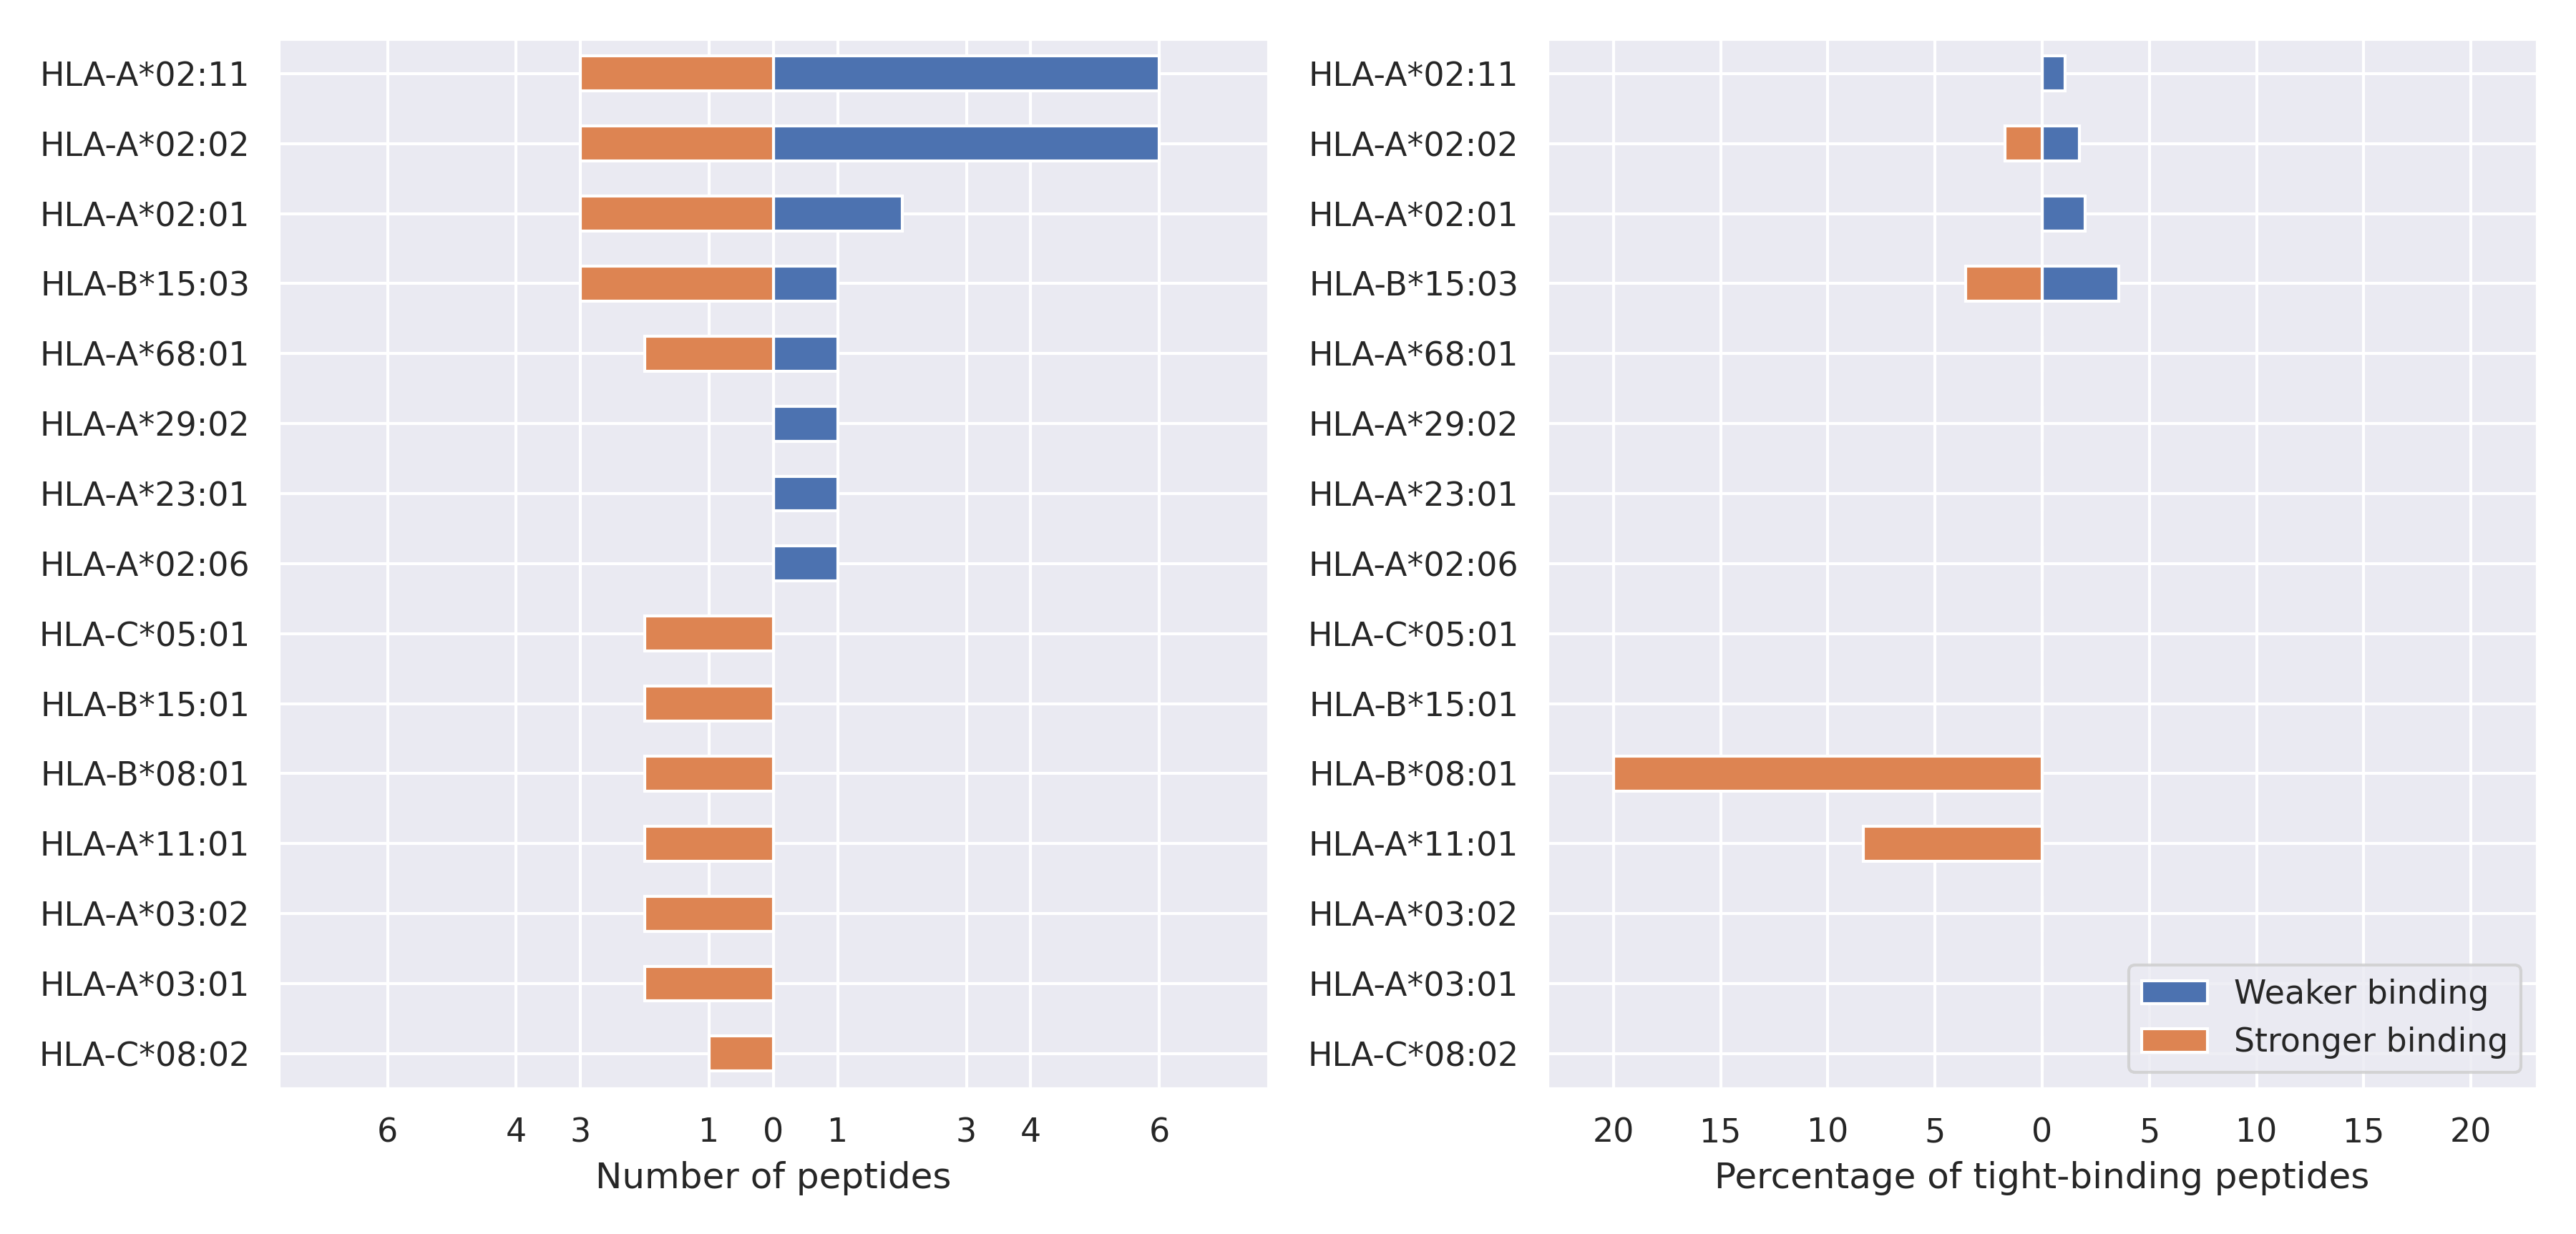 HLA-A*02:11
HLA-A*02:02
HLA-A*02:01
HLA-B*15:03
HLA-A*68:01
HLA-A*29:02
HLA-A*23:01
HLA-A*02:06
HLA-C*05:01
HLA-B*15:01
HLA-B*08:01
HLA-A*11:01
HLA-A*03:02
HLA-A*03:01
HLA-C*08:02
6 4 3 1 0 1 3 4 6
Number of peptides
HLA-A*02:11
HLA-A*02:02
HLA-A*02:01
HLA-B*15:03
HLA-A*68:01
HLA-A*29:02
HLA-A*23:01
HLA-A*02:06
HLA-C*05:01
HLA-B*15:01
HLA-B*08:01
HLA-A*11:01
HLA-A*03:02
HLA-A*03:01
HLA-C*08:02
Weaker binding
Stronger binding
20 15 10 5 0 5 10 15 20
Percentage of tight-binding peptides